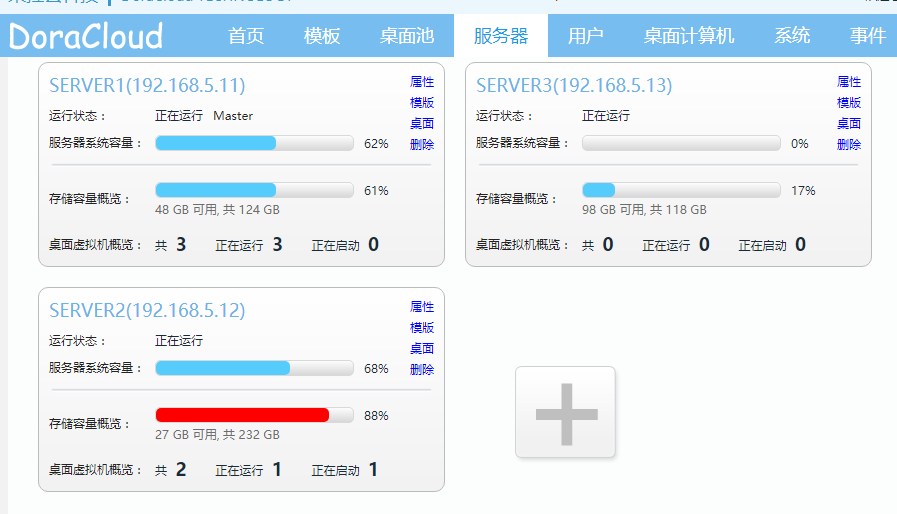 DoraCloud 首页 模板 桌面池 服务器 用户 桌面计算机 系统 事件
SERVER1(192.168.5.11) 属性
模版
运行状态： 正在运行 Master
桌面
服务器系统容量： 62% 删除
存储容量概览： 61%
48 GB 可用, 共 124 GB
桌面虚拟机概览： 共 3 正在运行 3 正在启动 0
SERVER3(192.168.5.13) 属性
模版
运行状态： 正在运行
桌面
服务器系统容量： 0% 删除
存储容量概览： 17%
98 GB 可用, 共 118 GB
桌面虚拟机概览： 共 0 正在运行 0 正在启动 0
SERVER2(192.168.5.12) 属性
模版
运行状态： 正在运行
桌面
服务器系统容量： 68% 删除
存储容量概览： 88%
27 GB 可用, 共 232 GB
桌面虚拟机概览： 共 2 正在运行 1 正在启动 1